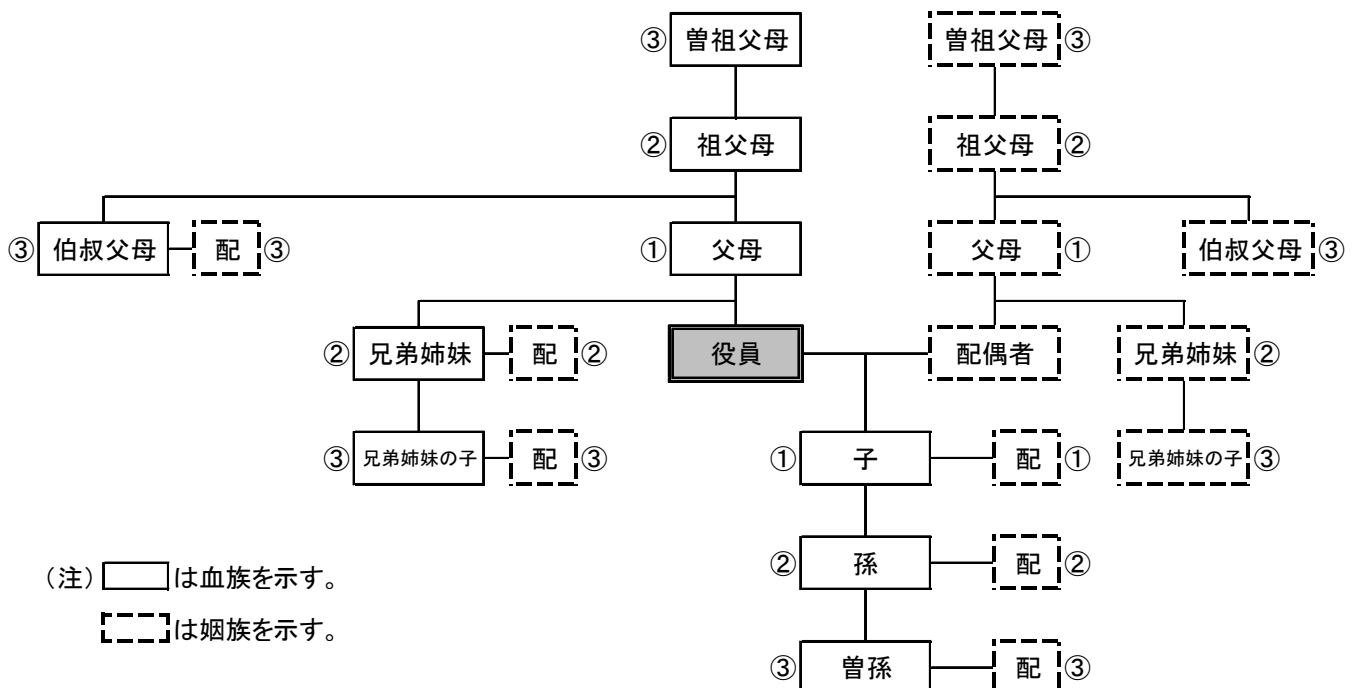 ③ 曽祖父母 曽祖父母 ③
② 祖父母 祖父母 ②
③ 伯叔父母 配 ③ ① 父母 父母 ① 伯叔父母 ③
② 兄弟姉妹 配 ② 役員 配偶者 兄弟姉妹 ②
③ 兄弟姉妹の子 配 ③ ① 子 配 ① 兄弟姉妹の子 ③
② 孫 配 ②
(注) は血族を示す。
は姻族を示す。
③ 曽孫 配 ③